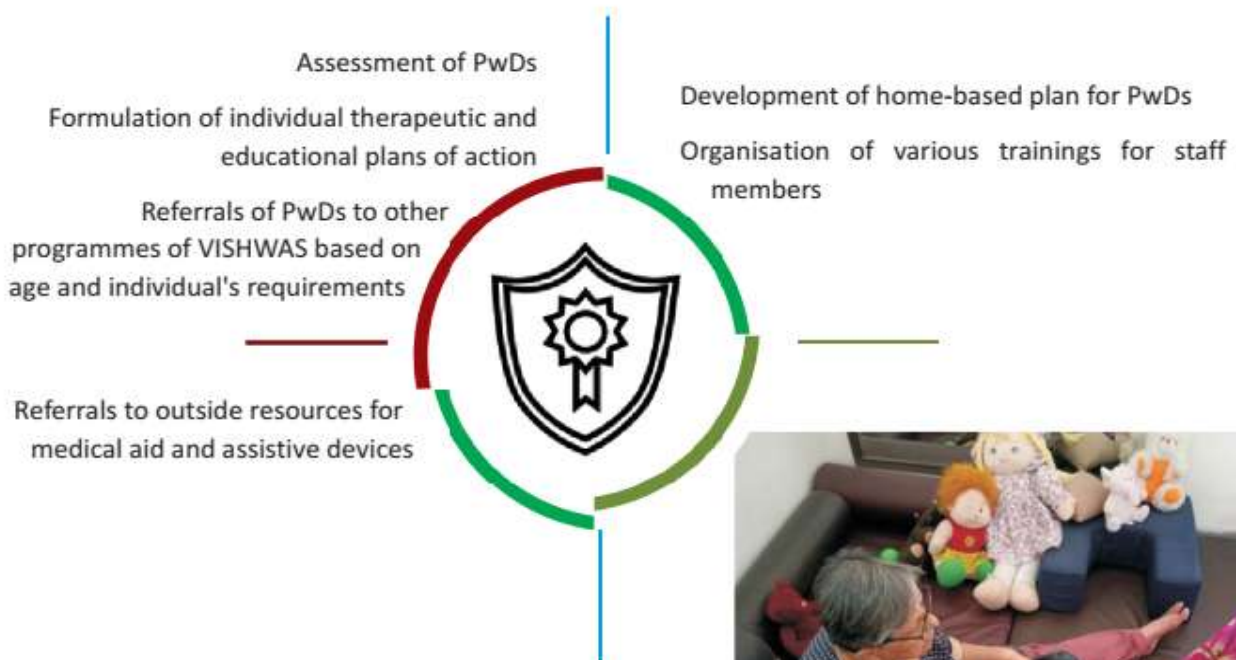 Assessment of PwDs
Formulation of individual therapeutic and
educational plans of action
Referrals of PwDs to other
programmes of VISHWAS based on
age and individual's requirements
Referrals to outside resources for
medical aid and assistive devices
Development of home-based plan for PwDs
Organisation of various trainings for staff
members